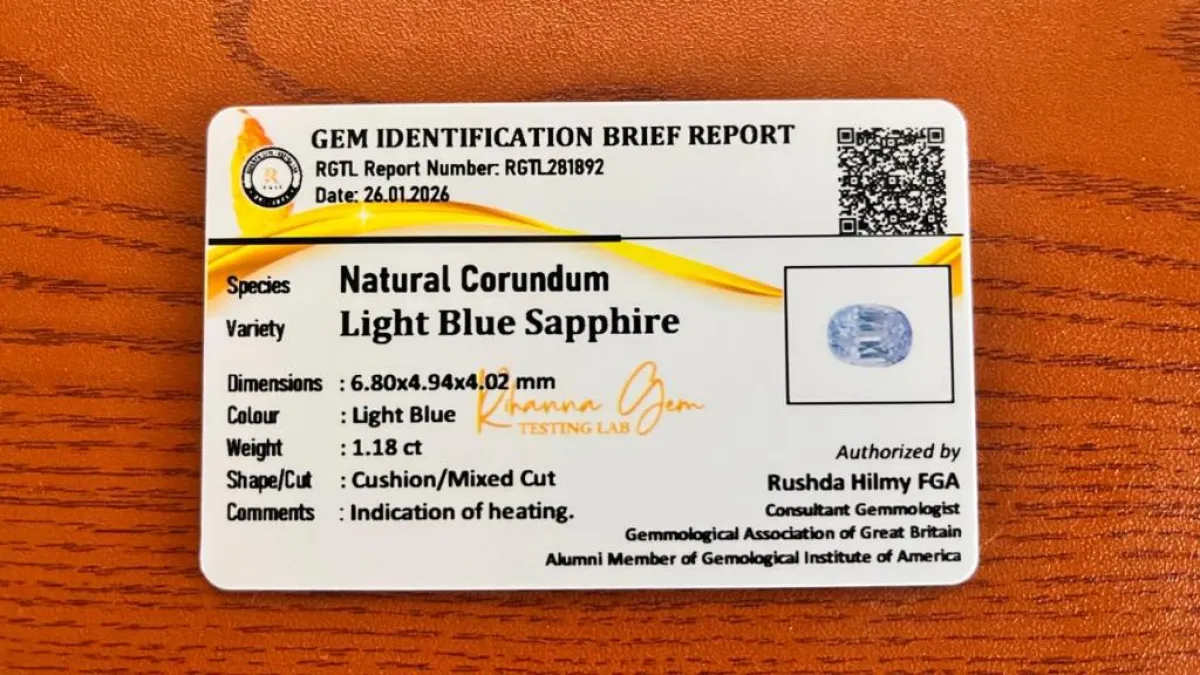 GEM IDENTIFICATION BRIEF REPORT
RGTL Report Number: RGTL281892
Date: 26.01.2026
R
Species Natural Corundum
Variety Light Blue Sapphire
Dimensions : 6.80x4.94x4.02 mm
Colour : Light Blue
Weight : 1.18 ct
Shape/Cut : Cushion/Mixed Cut
Comments : Indication of heating.
Rihanna Gem
TESTING LAB
Authorized by
Rushda Hilmy FGA
Consultant Gemmologist
Gemmological Association of Great Britain
Alumni Member of Gemological Institute of America